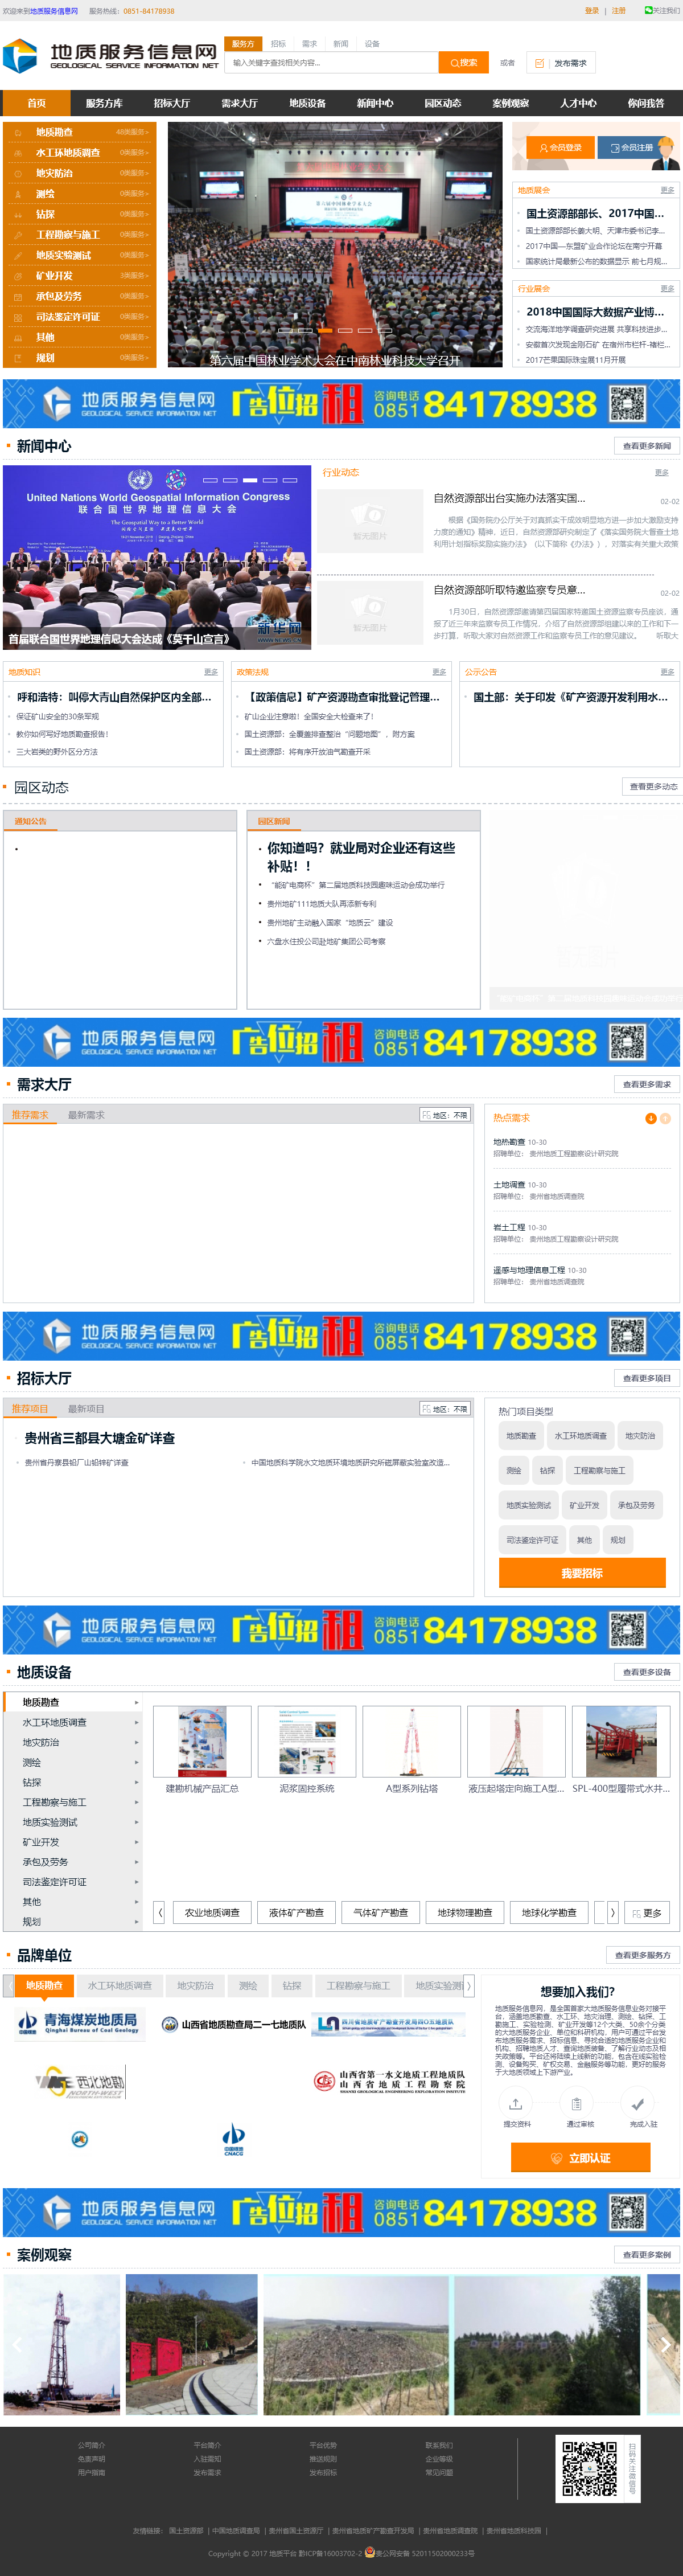 欢迎来到地质服务信息网 服务热线：0851-84178938
登录 | 注册 关注我们
地质服务信息网
GEOLOGICAL SERVICE INFORMATION NETWORK
服务方 招标 需求 新闻 设备
输入关键字查找相关内容...
搜索 或者 发布需求
首页 服务方库 招标大厅 需求大厅 地质设备 新闻中心 园区动态 案例观察 人才中心 你问我答
地质勘查 48街服务»
水工环地质调查 0街服务»
地灾防治 0街服务»
测绘 0街服务»
钻探 0街服务»
工程勘察与施工 0街服务»
地质实验测试 0街服务»
矿业开发 3街服务»
承包及劳务 0街服务»
司法鉴定许可证 0街服务»
其他 0街服务»
规划 0街服务»
第六届中国林业学术大会在中南林业科技大学召开
会员登录 会员注册
地质展会 更多
国土资源部部长、2017中国...
国土资源部部长姜大明，天津市委书记李...
2017中国—东盟矿业合作论坛在南宁开幕
国家统计局最新公布的数据显示 前七月规...
行业展会 更多
2018中国国际大数据产业博...
交流海洋地学调查研究进展 共享科技进步...
安徽首次发现金刚石矿 在宿州市栏杆-褚栏...
2017芒果国际珠宝展11月开展
地质服务信息网
GEOLOGICAL SERVICE INFORMATION NETWORK
广告位招租 咨询电话 0851 84178938
新闻中心 查看更多新闻
United Nations World Geospatial Information Congress
联合国世界地理信息大会
首届联合国世界地理信息大会达成《莫干山宣言》
新华网
行业动态 更多
暂无图片
自然资源部出台实施办法落实国... 02-02
根据《国务院办公厅关于对真抓实干成效明显地方进一步加大激励支持
力度的通知》精神，近日，自然资源部研究制定了《落实国务院大督查土地
利用计划指标奖励实施办法》（以下简称《办法》），对落实有关重大政策
暂无图片
自然资源部听取特邀监察专员意... 02-02
1月30日，自然资源部邀请第四届国家特邀国土资源监察专员座谈，通
报了近三年来监察专员工作情况，介绍了自然资源部组建以来的工作和下一
步打算，听取大家对自然资源工作和监察专员工作的意见建议。 听取大
地质知识 更多
呼和浩特：叫停大青山自然保护区内全部...
保证矿山安全的30条军规
教你如何写好地质勘查报告！
三大岩类的野外区分方法
政策法规 更多
【政策信息】矿产资源勘查审批登记管理...
矿山企业注意啦！全国安全大检查来了！
国土资源部：全覆盖排查整治“问题地图”，附方案
国土资源部：将有序开放油气勘查开采
公示公告 更多
国土部：关于印发《矿产资源开发利用水...
园区动态 查看更多动态
通知公告
园区新闻
你知道吗？就业局对企业还有这些
补贴！！
“能矿电商杯”第二届地质科技园趣味运动会成功举行
贵州地矿111地质大队再添新专利
贵州地矿主动融入国家“地质云”建设
六盘水住投公司赴地矿集团公司考察
地质服务信息网
GEOLOGICAL SERVICE INFORMATION NETWORK
广告位招租 咨询电话 0851 84178938
需求大厅 查看更多需求
推荐需求 最新需求 地区：不限
热点需求
地热勘查 10-30
招聘单位： 贵州地质工程勘察设计研究院
土地调查 10-30
招聘单位： 贵州省地质调查院
岩土工程 10-30
招聘单位： 贵州地质工程勘察设计研究院
遥感与地理信息工程 10-30
招聘单位： 贵州省地质调查院
地质服务信息网
GEOLOGICAL SERVICE INFORMATION NETWORK
广告位招租 咨询电话 0851 84178938
招标大厅 查看更多项目
推荐项目 最新项目 地区：不限
贵州省三都县大塘金矿详查
贵州省丹寨县铅厂山铅锌矿详查
中国地质科学院水文地质环境地质研究所磁屏蔽实验室改造...
热门项目类型
地质勘查 水工环地质调查 地灾防治
测绘 钻探 工程勘察与施工
地质实验测试 矿业开发 承包及劳务
司法鉴定许可证 其他 规划
我要招标
地质服务信息网
GEOLOGICAL SERVICE INFORMATION NETWORK
广告位招租 咨询电话 0851 84178938
地质设备 查看更多设备
地质勘查
水工环地质调查
地灾防治
测绘
钻探
工程勘察与施工
地质实验测试
矿业开发
承包及劳务
司法鉴定许可证
其他
规划
建勘机械产品汇总 泥浆固控系统 A型系列钻塔 液压起塔定向施工A型... SPL-400型履带式水井...
农业地质调查 液体矿产勘查 气体矿产勘查 地球物理勘查 地球化学勘查 更多
品牌单位 查看更多服务方
地质勘查 水工环地质调查 地灾防治 测绘 钻探 工程勘察与施工 地质实验测
青海煤炭地质局
Qinghai Bureau of Coal Geology
山西省地质勘查局二一七地质队
四川省地质矿产勘查开发局四0五地质队
西北地勘
NORTH-WEST
山西省第一水文地质工程地质队
山西省地质工程勘察院
中国煤地
CNACG
想要加入我们?
地质服务信息网，是全国首家大地质服务信息业务对接平
台，涵盖地质勘查、水工环、地灾治理、测绘、钻探、工
勘施工、实验检测、矿业开发等12个大类、50余个分类
的大地质服务企业、单位和科研机构，用户可通过平台发
布地质服务需求、招标信息、寻找合适的地质服务企业和
机构、招聘地质人才、查询地质装备、了解行业动态及相
关政策等。平台还将陆续上线新的功能，包含在线实验检
测、设备购买、矿权交易、金融服务等功能，更好的服务
于大地质领域上下游产业。
提交资料 通过审核 完成入驻
立即认证
地质服务信息网
GEOLOGICAL SERVICE INFORMATION NETWORK
广告位招租 咨询电话 0851 84178938
案例观察 查看更多案例
公司简介 平台简介 平台优势 联系我们
免责声明 入驻需知 推送规则 企业邮极
用户指南 发布需求 发布招标 常见问题
扫码关注微信号
友情链接： 国土资源部 | 中国地质调查局 | 贵州省国土资源厅 | 贵州省地质矿产勘查开发局 | 贵州省地质调查院 | 贵州省地质科技园 |
Copyright © 2017 地质平台 黔ICP备16003702-2 贵公网安备 52011502000233号